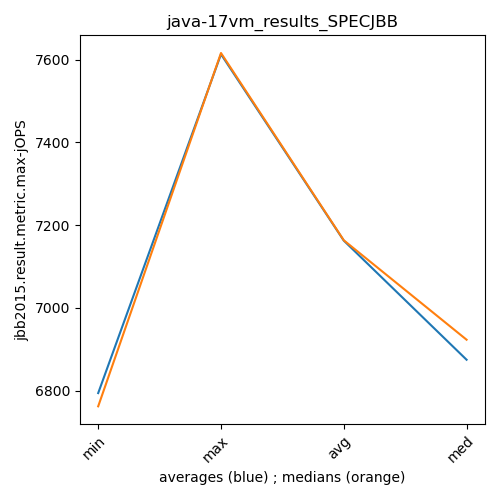 java-17vm_results_SPECJBB
jbb2015.result.metric.max-jOPS
7600
7400
7200
7000
6800
min
max
avg
med
averages (blue) ; medians (orange)